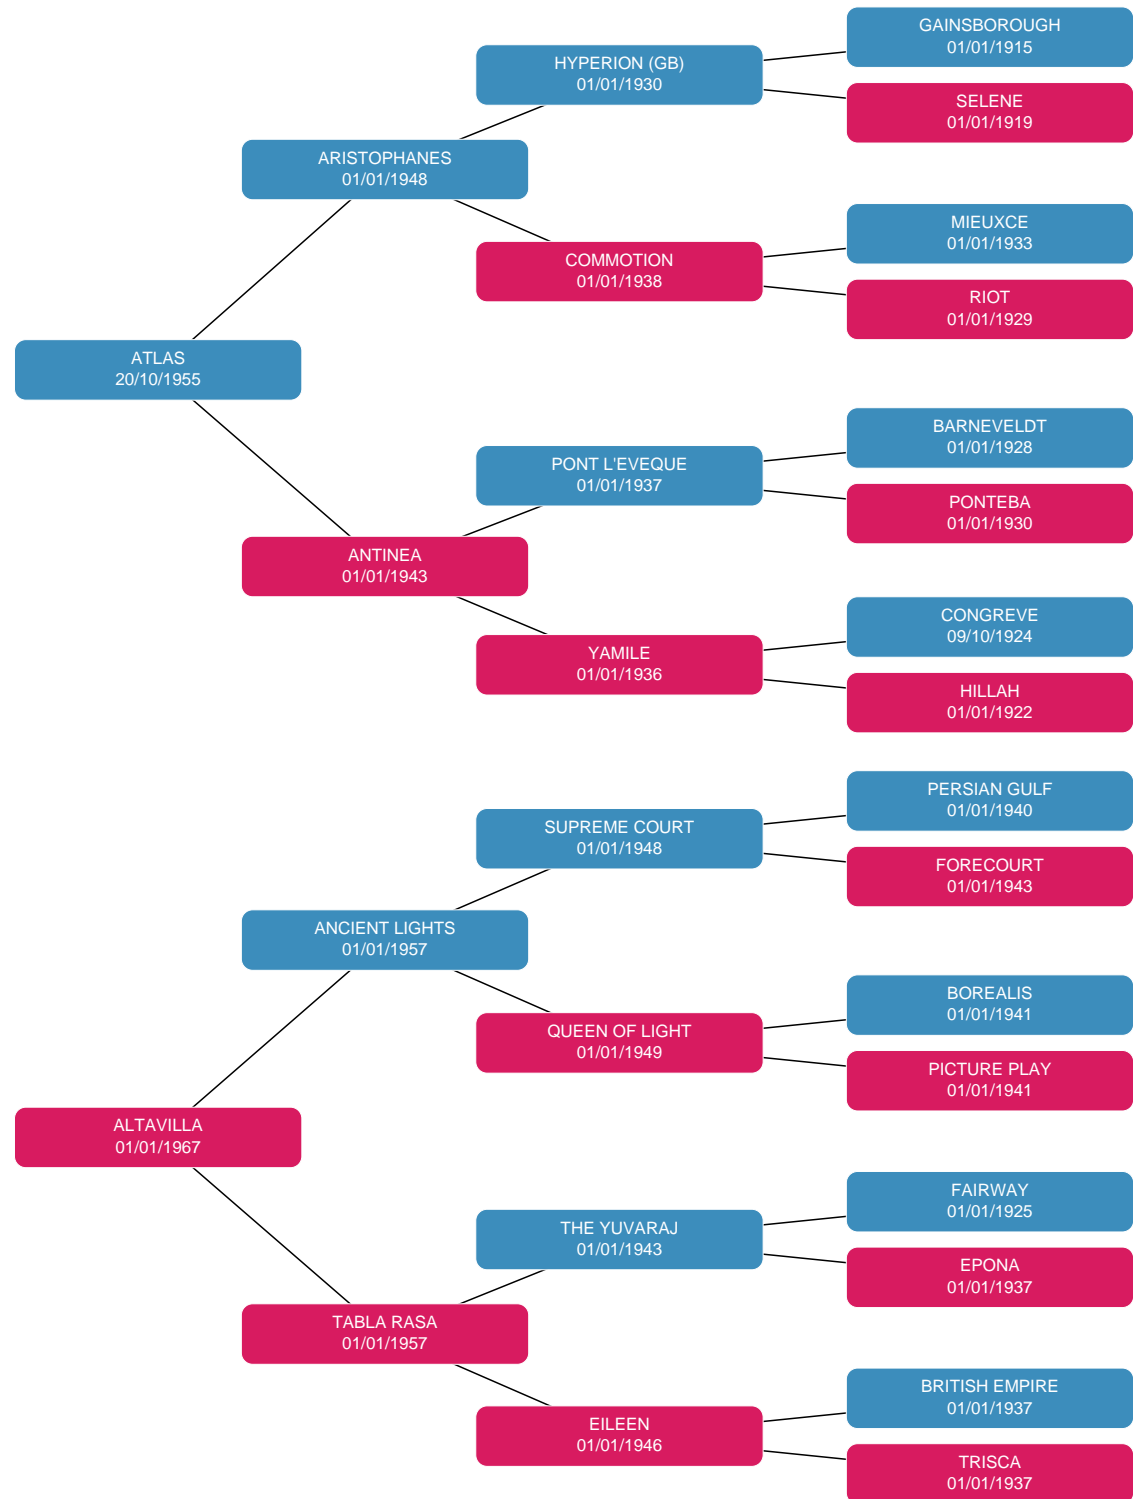 GAINSBOROUGH
01/01/1915
HYPERION (GB)
01/01/1930
SELENE
01/01/1919
ARISTOPHANES
01/01/1948
MIEUXCE
01/01/1933
COMMOTION
01/01/1938
RIOT
01/01/1929
ATLAS
20/10/1955
BARNEVELDT
01/01/1928
PONT L'EVEQUE
01/01/1937
PONTEBA
01/01/1930
ANTINEA
01/01/1943
CONGREVE
09/10/1924
YAMILE
01/01/1936
HILLAH
01/01/1922
PERSIAN GULF
01/01/1940
SUPREME COURT
01/01/1948
FORECOURT
01/01/1943
ANCIENT LIGHTS
01/01/1957
BOREALIS
01/01/1941
QUEEN OF LIGHT
01/01/1949
PICTURE PLAY
01/01/1941
ALTAVILLA
01/01/1967
FAIRWAY
01/01/1925
THE YUVARAJ
01/01/1943
EPONA
01/01/1937
TABLA RASA
01/01/1957
BRITISH EMPIRE
01/01/1937
EILEEN
01/01/1946
TRISCA
01/01/1937